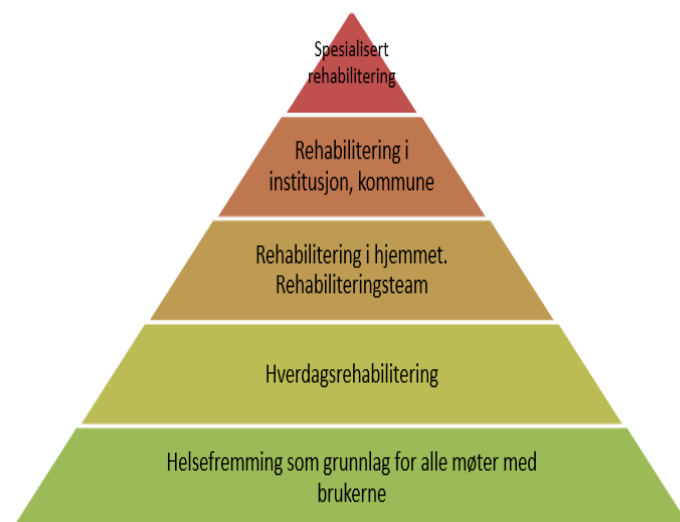 Spesialisert
rehabilitering
Rehabilitering i
institusjon, kommune
Rehabilitering i hjemmet.
Rehabiliteringsteam
Hverdagsrehabilitering
Helsefremming som grunnlag for alle møter med
brukerne